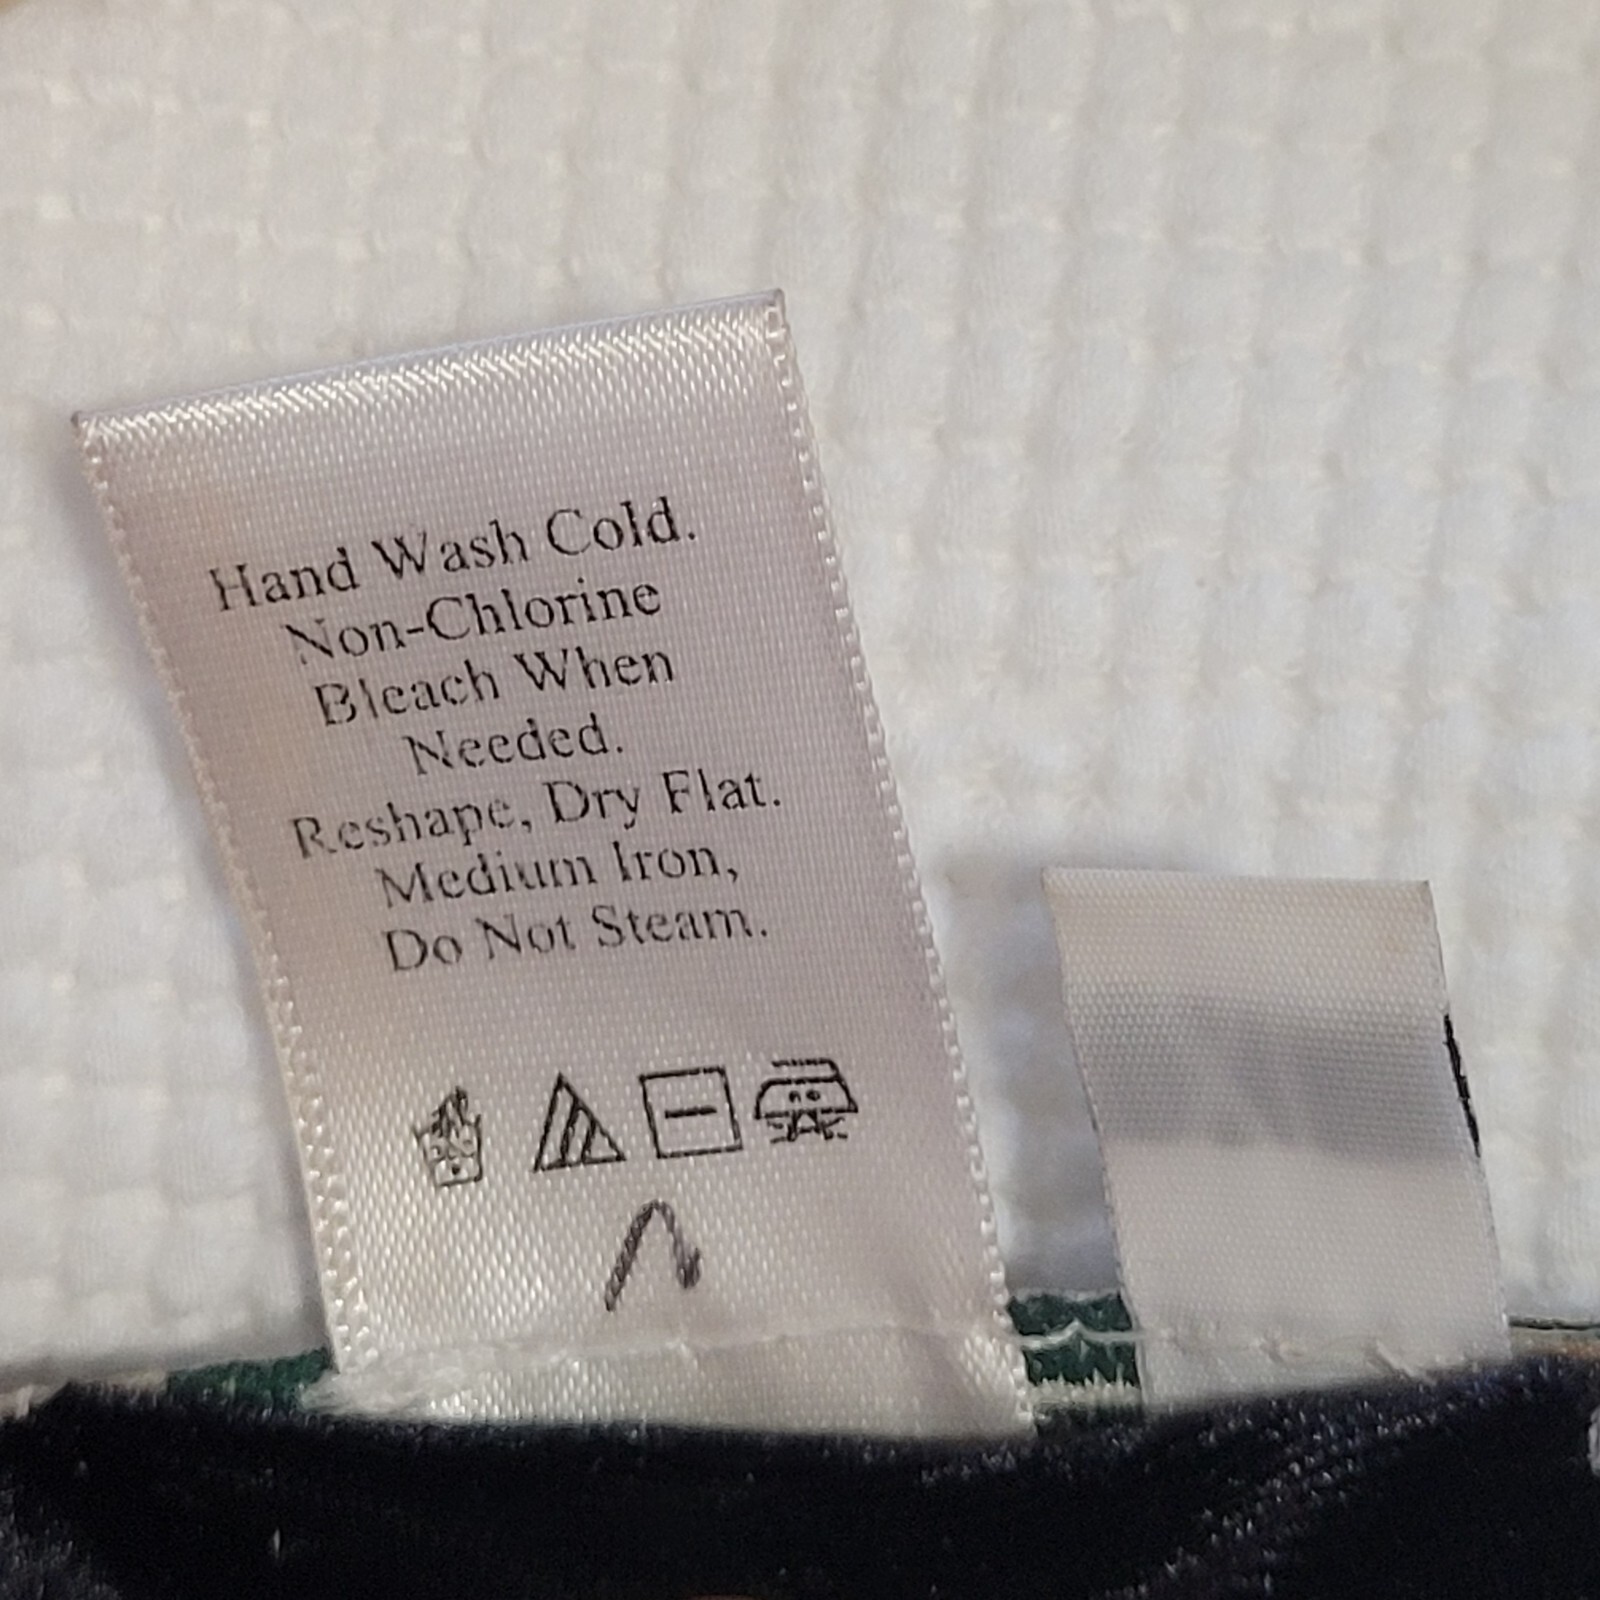 Hand Wash Cold.
Non-Chlorine
Bleach When
Needed.
Reshape, Dry Flat.
Medium Iron,
Do Not Steam.